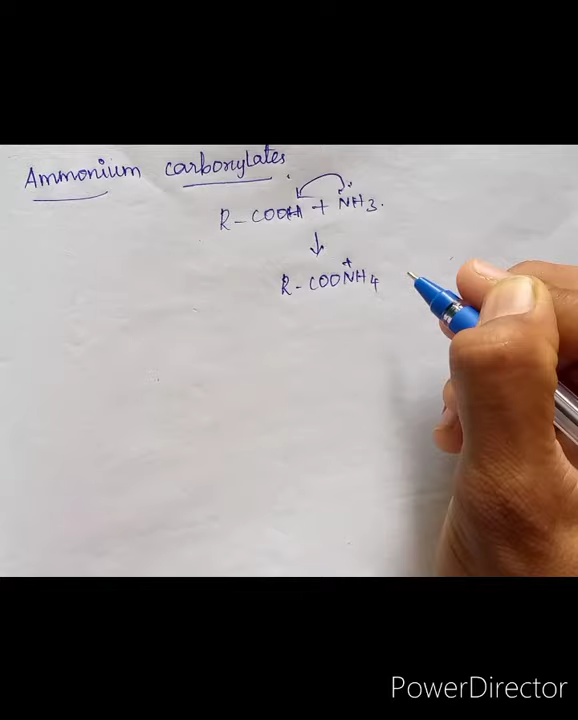 Ammonium carboxylates.
R-COOH + NH3.
↓
R-COONH4
+
PowerDirector